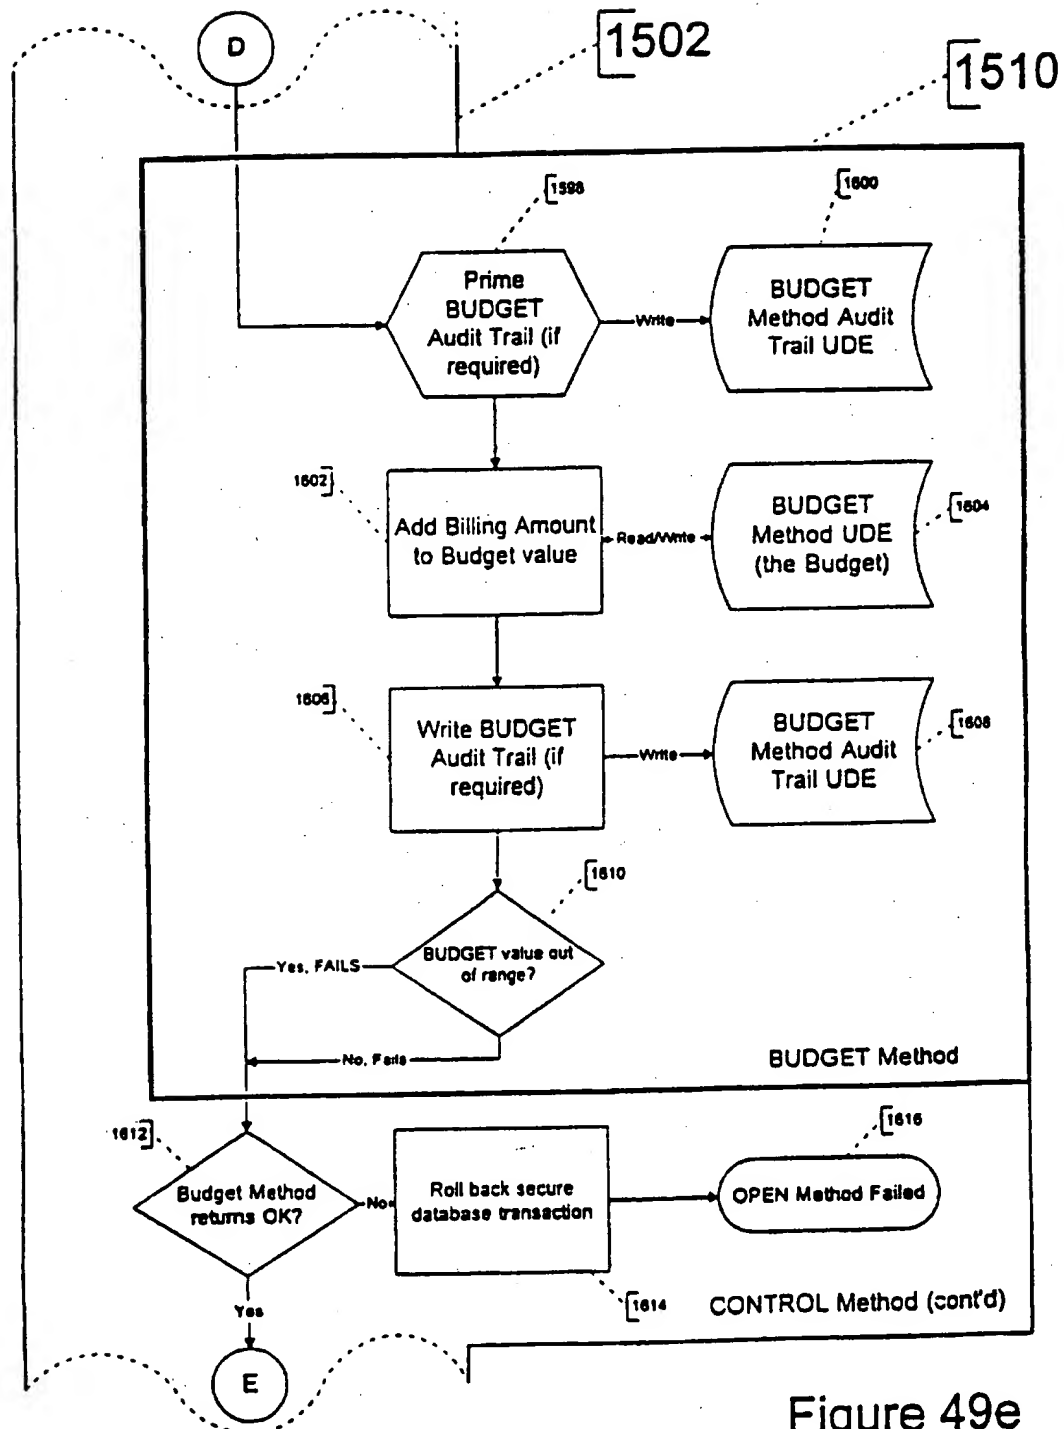 D
1502
1510
1598
1600
Prime
BUDGET
Audit Trail (if
required)
Write
BUDGET
Method Audit
Trail UDE
1602
Add Billing Amount
to Budget value
Read/Write
BUDGET
Method UDE
(the Budget)
1604
1606
Write BUDGET
Audit Trail (if
required)
Write
BUDGET
Method Audit
Trail UDE
1608
1610
BUDGET value out
of range?
Yes, FAILS
No, Fails
BUDGET Method
1612
Budget Method
returns OK?
No
Roll back secure
database transaction
1616
OPEN Method Failed
Yes
1614
CONTROL Method (cont'd)
E
Figure 49e